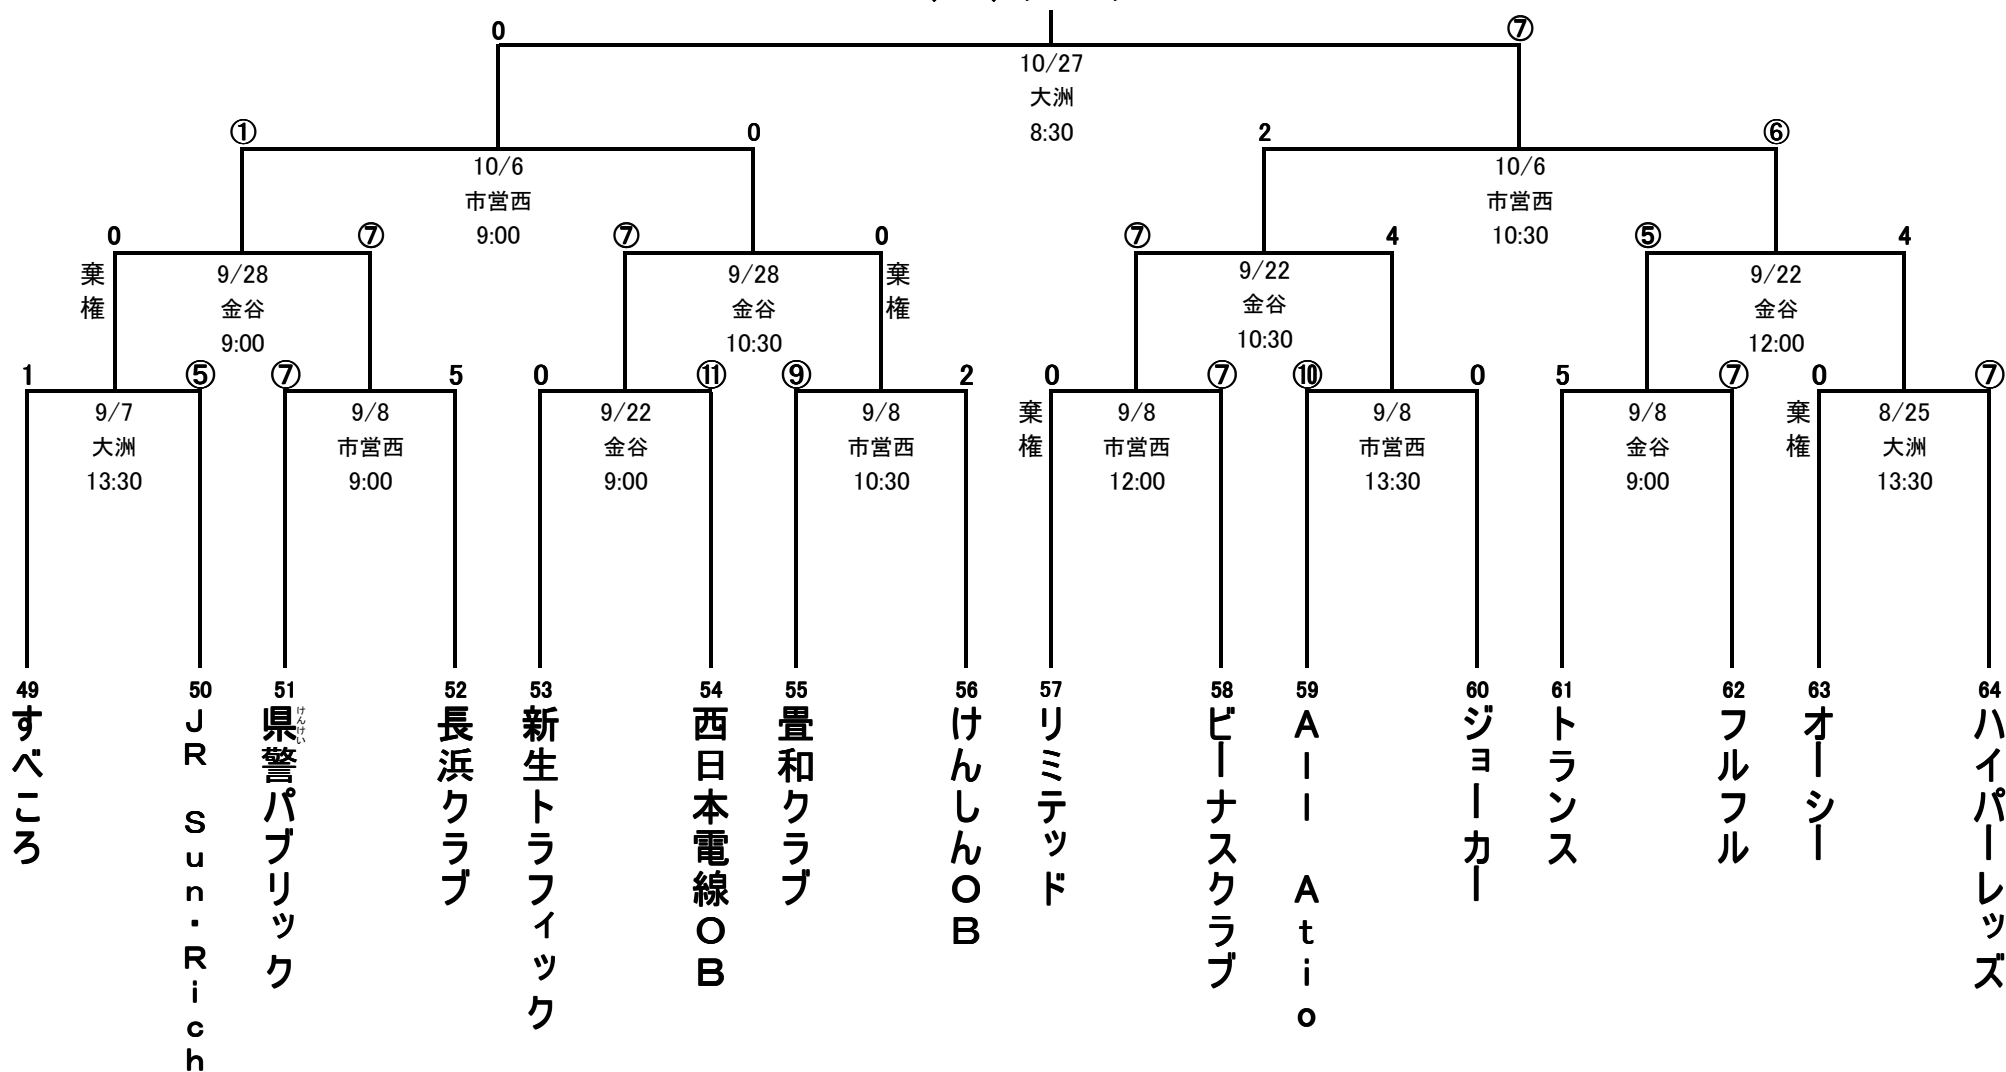 0
⑦
10/27
大洲
8:30
①
0
2
⑥
10/6
市営西
9:00
10/6
市営西
10:30
0
⑦
⑦
0
⑦
4
⑤
4
棄権
9/28
金谷
9:00
9/28
金谷
10:30
棄権
9/22
金谷
10:30
9/22
金谷
12:00
1
⑤
⑦
5
0
⑪
⑨
2
0
⑦
⑩
0
5
⑦
0
⑦
9/7
大洲
13:30
9/8
市営西
9:00
9/22
金谷
9:00
9/8
市営西
10:30
棄権
9/8
市営西
12:00
9/8
市営西
13:30
9/8
金谷
9:00
棄権
8/25
大洲
13:30
49
すべころ
50
JR Sun・Rich
51
県警パブリック
けんけい
52
長浜クラブ
53
新生トラフィック
54
西日本電線OB
55
畳和クラブ
56
けんしんOB
57
リミテッド
58
ビーナスクラブ
59
All Atio
60
ジョーカー
61
トランス
62
フルフル
63
オーシー
64
ハイパーレッズ